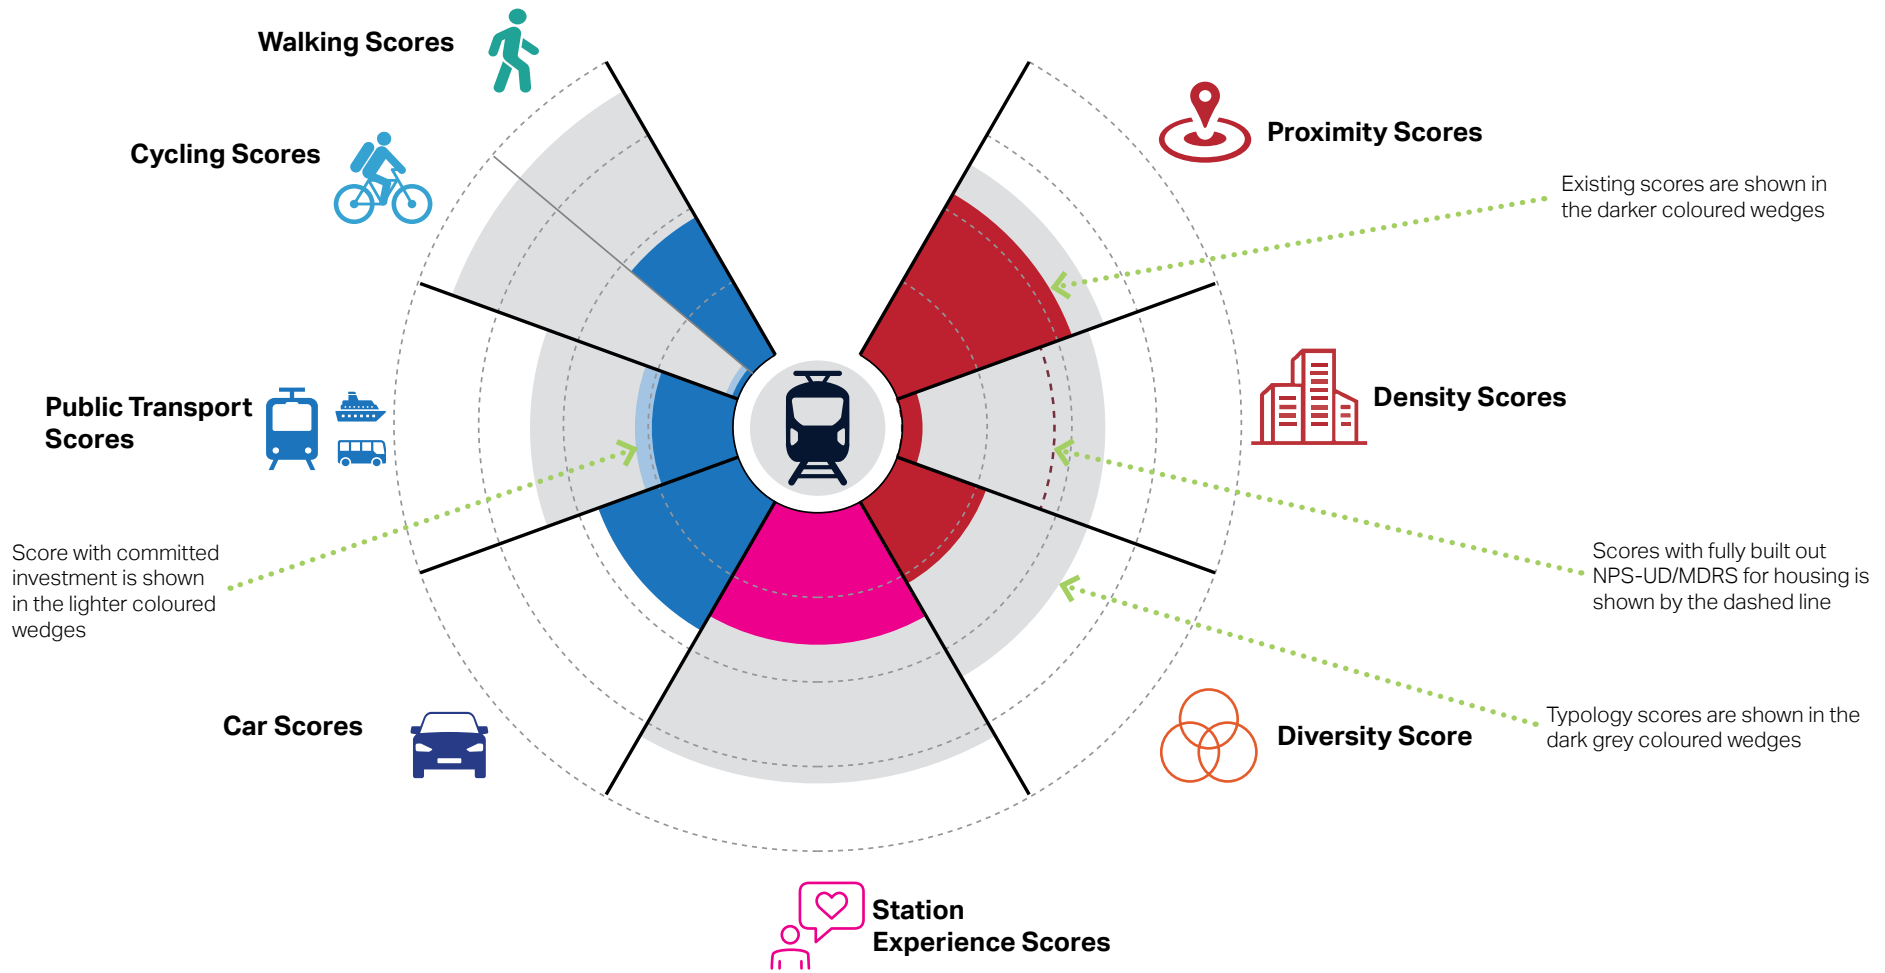 Walking Scores
Cycling Scores
Proximity Scores
Existing scores are shown in
the darker coloured wedges
Public Transport
Scores
Density Scores
Score with committed
investment is shown
in the lighter coloured
wedges
Scores with fully built out
NPS-UD/MDRS for housing is
shown by the dashed line
Car Scores
Diversity Score
Typology scores are shown in the
dark grey coloured wedges
Station
Experience Scores